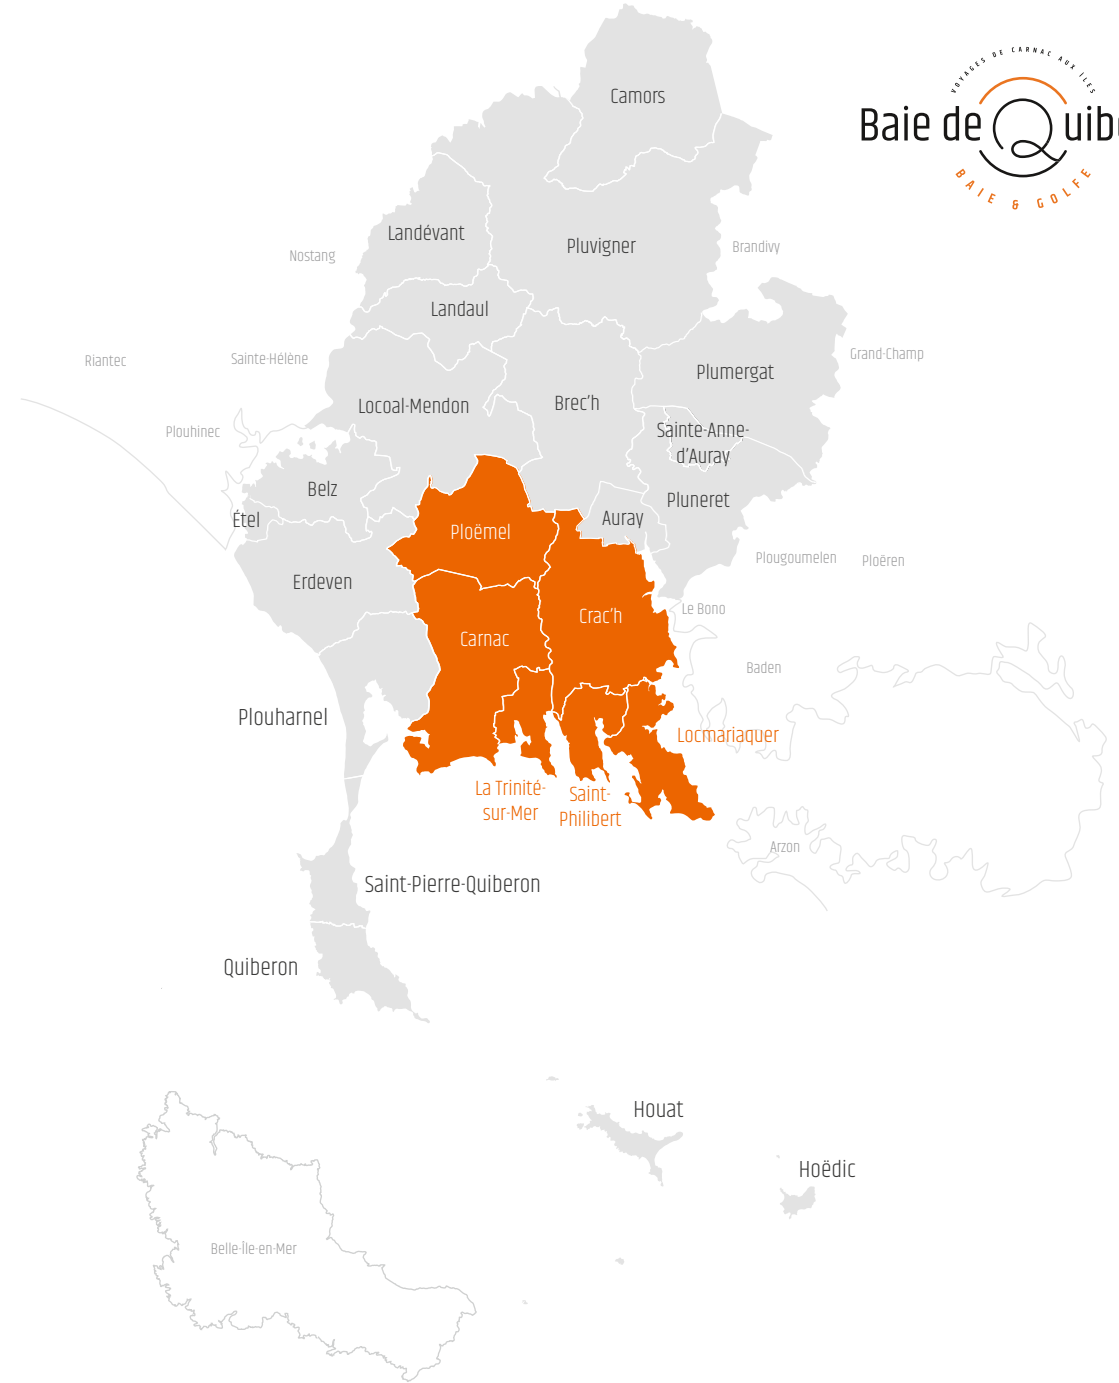 VOYAGES DE CARNAC AUX ILES
Baie de Quib
BAIE & GOLFE
Camors
Landévant
Pluvigner
Brandivy
Nostang
Landaul
Grand-Champ
Riantec
Sainte-Hélène
Plumergat
Locoal-Mendon
Brec'h
Plouhinec
Sainte-Anne-
d'Auray
Belz
Pluneret
Étel
Auray
Ploëmel
Plougoumelen
Ploëren
Erdeven
Le Bono
Crac'h
Carnac
Baden
Plouharnel
Locmariaquer
La Trinité-
sur-Mer
Saint-
Philibert
Arzon
Saint-Pierre-Quiberon
Quiberon
Houat
Hoëdic
Belle-Île-en-Mer